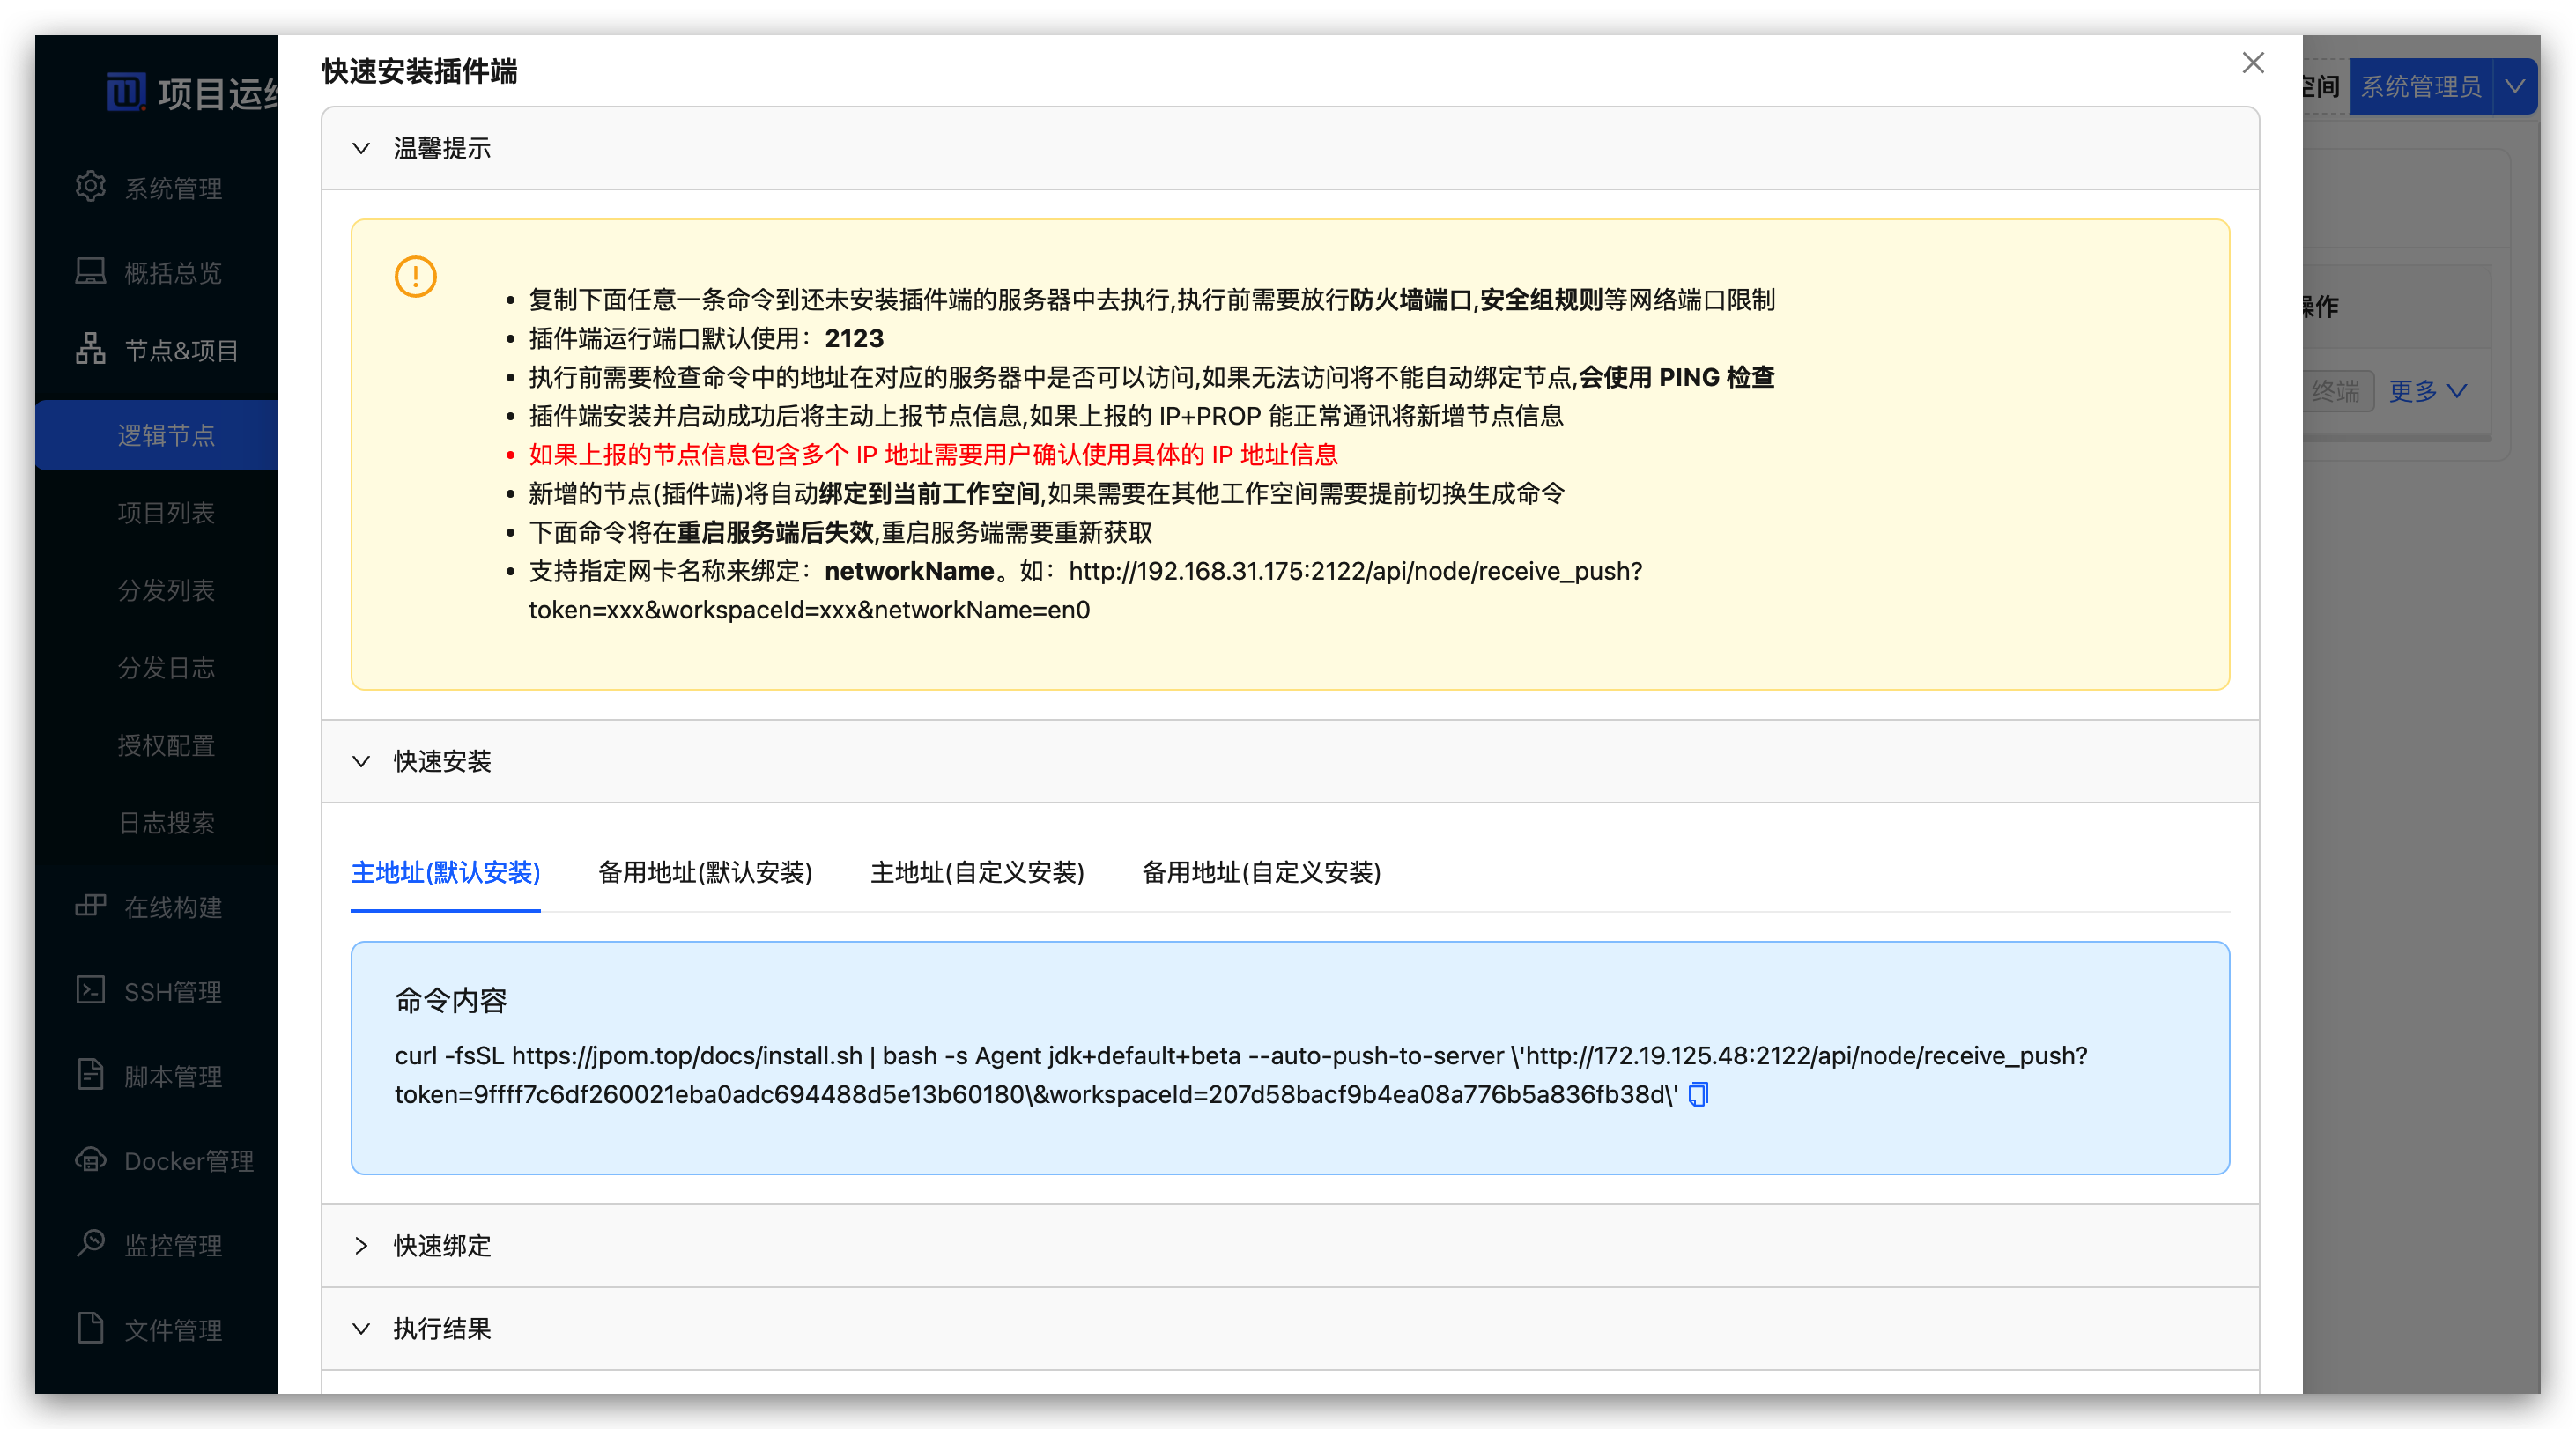 快速安装插件端
项目运维
空间
系统管理员
温馨提示
系统管理
概括总览
节点&项目
逻辑节点
项目列表
分发列表
分发日志
授权配置
日志搜索
在线构建
SSH管理
脚本管理
Docker管理
监控管理
文件管理
复制下面任意一条命令到还未安装插件端的服务器中去执行,执行前需要放行防火墙端口,安全组规则等网络端口限制
插件端运行端口默认使用：2123
执行前需要检查命令中的地址在对应的服务器中是否可以访问,如果无法访问将不能自动绑定节点,会使用 PING 检查
插件端安装并启动成功后将主动上报节点信息,如果上报的 IP+PROP 能正常通讯将新增节点信息
如果上报的节点信息包含多个 IP 地址需要用户确认使用具体的 IP 地址信息
新增的节点(插件端)将自动绑定到当前工作空间,如果需要在其他工作空间需要提前切换生成命令
下面命令将在重启服务端后失效,重启服务端需要重新获取
支持指定网卡名称来绑定：networkName。如：http://192.168.31.175:2122/api/node/receive_push?
token=xxx&workspaceId=xxx&networkName=en0
操作
终端
更多
快速安装
主地址(默认安装)
备用地址(默认安装)
主地址(自定义安装)
备用地址(自定义安装)
命令内容
curl -fsSL https://jpom.top/docs/install.sh | bash -s Agent jdk+default+beta --auto-push-to-server \'http://172.19.125.48:2122/api/node/receive_push?
token=9ffff7c6df260021eba0adc694488d5e13b60180\&workspaceId=207d58bacf9b4ea08a776b5a836fb38d\'
快速绑定
执行结果